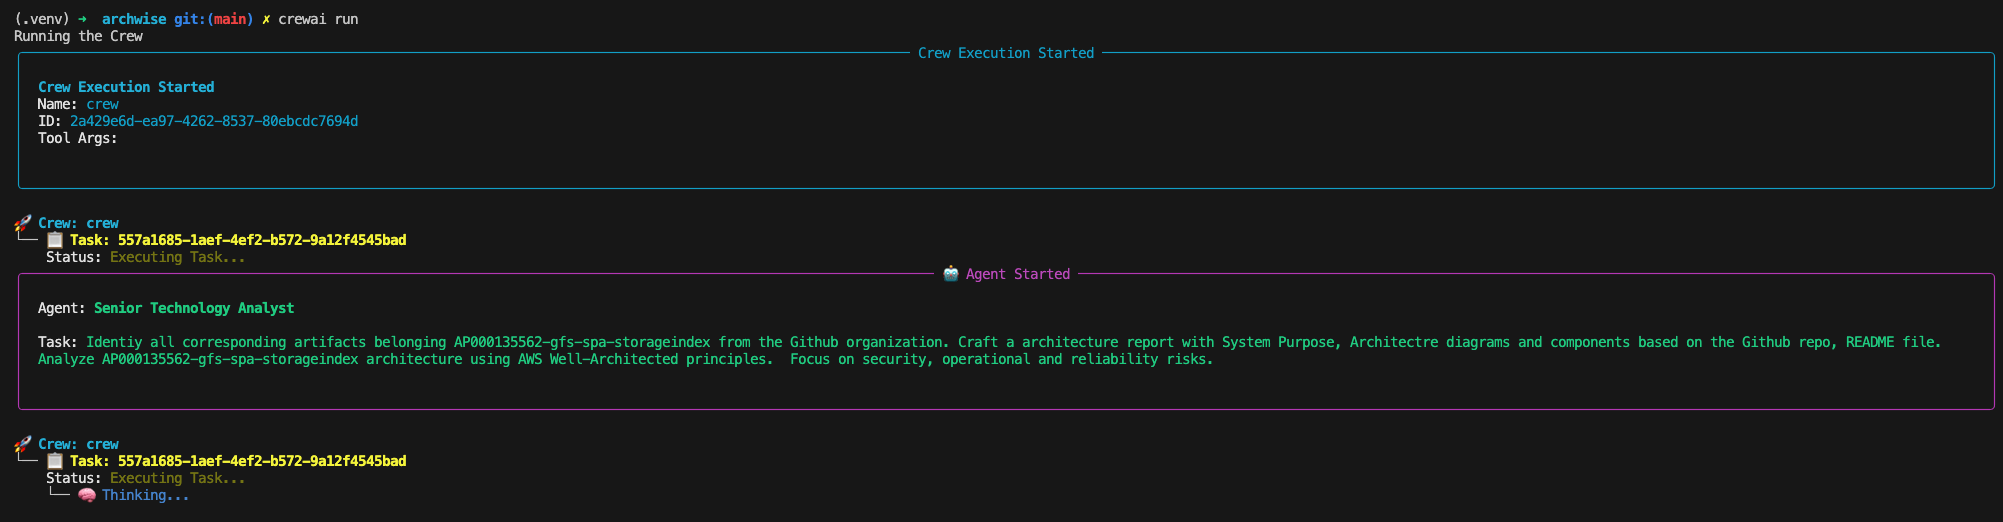 (.venv) ➜ archwise git:(main) ✗ crewai run
Running the Crew
Crew Execution Started
Crew Execution Started
Name: crew
ID: 2a429e6d-ea97-4262-8537-80ebcdc7694d
Tool Args:
🚀 Crew: crew
└── 📋 Task: 557a1685-1aef-4ef2-b572-9a12f4545bad
Status: Executing Task...
🤖 Agent Started
Agent: Senior Technology Analyst
Task: Identiy all corresponding artifacts belonging AP000135562-gfs-spa-storageindex from the Github organization. Craft a architecture report with System Purpose, Architectre diagrams and components based on the Github repo, README file.
Analyze AP000135562-gfs-spa-storageindex architecture using AWS Well-Architected principles.  Focus on security, operational and reliability risks.
🚀 Crew: crew
└── 📋 Task: 557a1685-1aef-4ef2-b572-9a12f4545bad
Status: Executing Task...
└── 🧠 Thinking...